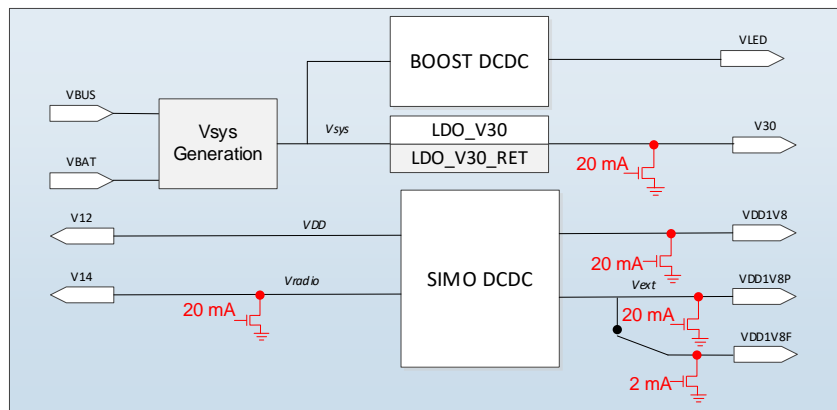 BOOST DCDC
VLED
VBUS
Vsys
Generation
Vsys
LDO_V30
LDO_V30_RET
V30
20 mA
VBAT
V12
VDD
SIMO DCDC
VDD1V8
20 mA
V14
Vradio
20 mA
Vext
VDD1V8P
20 mA
VDD1V8F
2 mA